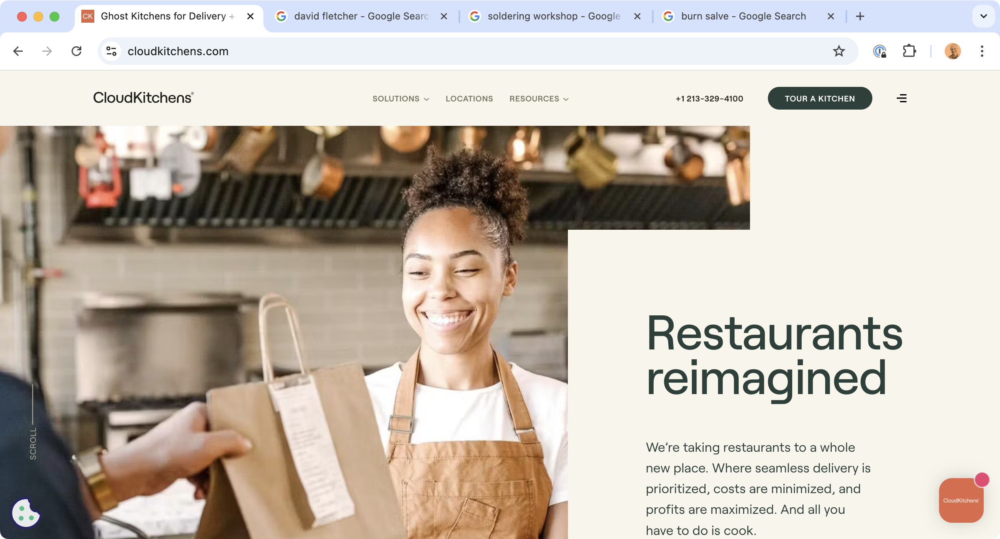 CK Ghost Kitchens for Delivery +
david fletcher - Google Searc
soldering workshop - Google
burn salve - Google Search
cloudkitchens.com
CloudKitchens®
SOLUTIONS
LOCATIONS
RESOURCES
+1 213-329-4100
TOUR A KITCHEN
Restaurants
reimagined
We’re taking restaurants to a whole
new place. Where seamless delivery is
prioritized, costs are minimized, and
profits are maximized. And all you
have to do is cook.
SCROLL
CloudKitchens